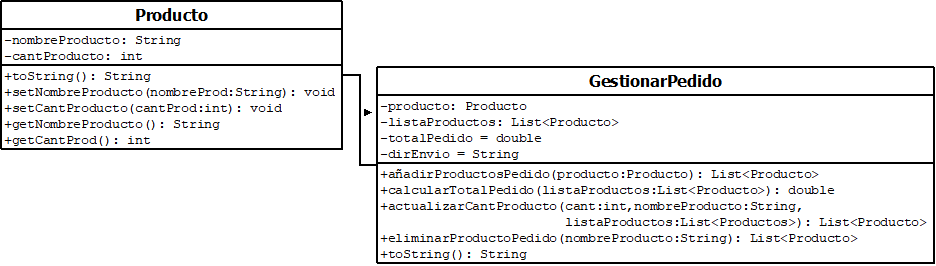 Producto
-nombreProducto: String
-cantProducto: int
+toString(): String
+setNombreProducto(nombreProd:String): void
+setCantProducto(cantProd:int): void
+getNombreProducto(): String
+getCantProd(): int
GestionarPedido
-producto: Producto
-listaProductos: List<Producto>
-totalPedido = double
-dirEnvio = String
+añadirProductosPedido(producto:Producto): List<Producto>
+calcularTotalPedido(listaProductos:List<Producto>): double
+actualizarCantProducto(cant:int,nombreProducto:String,
listaProductos:List<Productos>): List<Producto>
+eliminarProductoPedido(nombreProducto:String): List<Producto>
+toString(): String